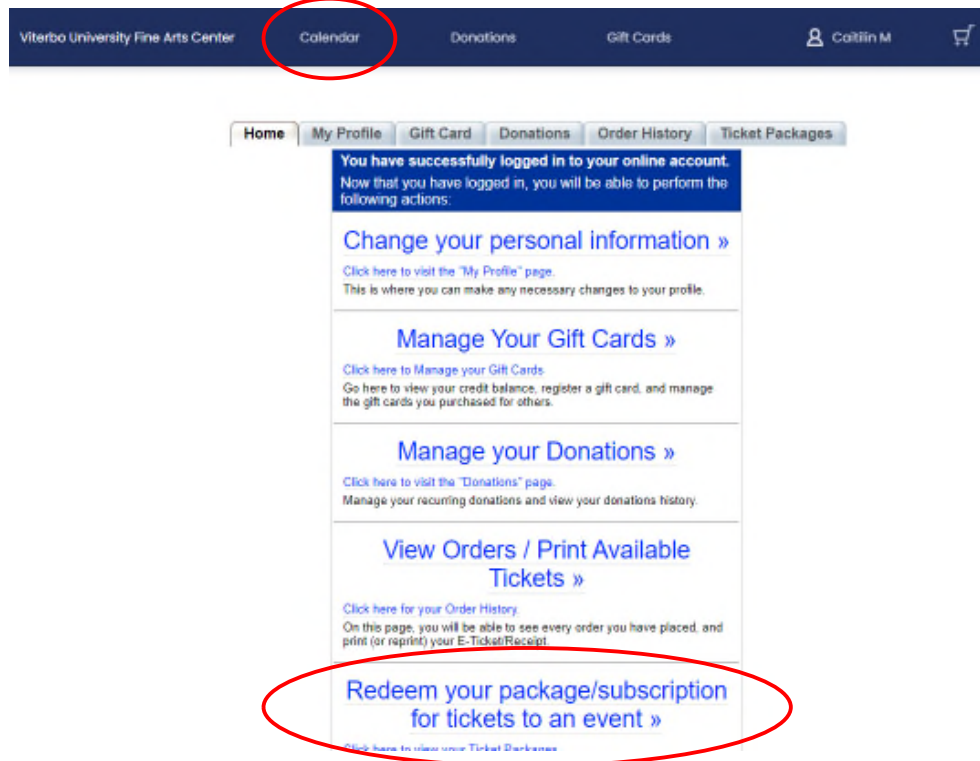 Viterbo University Fine Arts Center Calendar Donations Gift Cards Caitlin M
Home My Profile Gift Card Donations Order History Ticket Packages
You have successfully logged in to your online account.
Now that you have logged in, you will be able to perform the
following actions:
Change your personal information »
Click here to visit the "My Profile" page.
This is where you can make any necessary changes to your profile.
Manage Your Gift Cards »
Click here to Manage your Gift Cards
Go here to view your credit balance, register a gift card, and manage
the gift cards you purchased for others.
Manage your Donations »
Click here to visit the "Donations" page.
Manage your recurring donations and view your donations history.
View Orders / Print Available
Tickets »
Click here for your Order History.
On this page, you will be able to see every order you have placed, and
print (or reprint) your E-Ticket/Receipt.
Redeem your package/subscription
for tickets to an event »
Click here to view your Ticket Packages